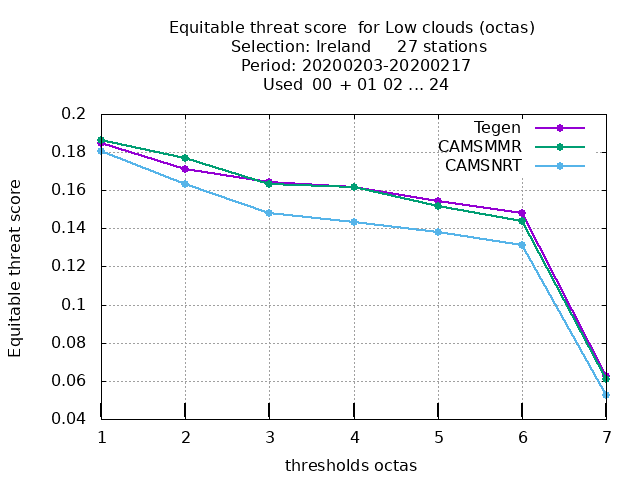 Equitable threat score  for Low clouds (octas)
Selection: Ireland     27 stations
Period: 20200203-20200217
Used  00 + 01 02 ... 24
Tegen
CAMSMMR
CAMSNRT
Equitable threat score
0.2
0.18
0.16
0.14
0.12
0.1
0.08
0.06
0.04
1 2 3 4 5 6 7
thresholds octas